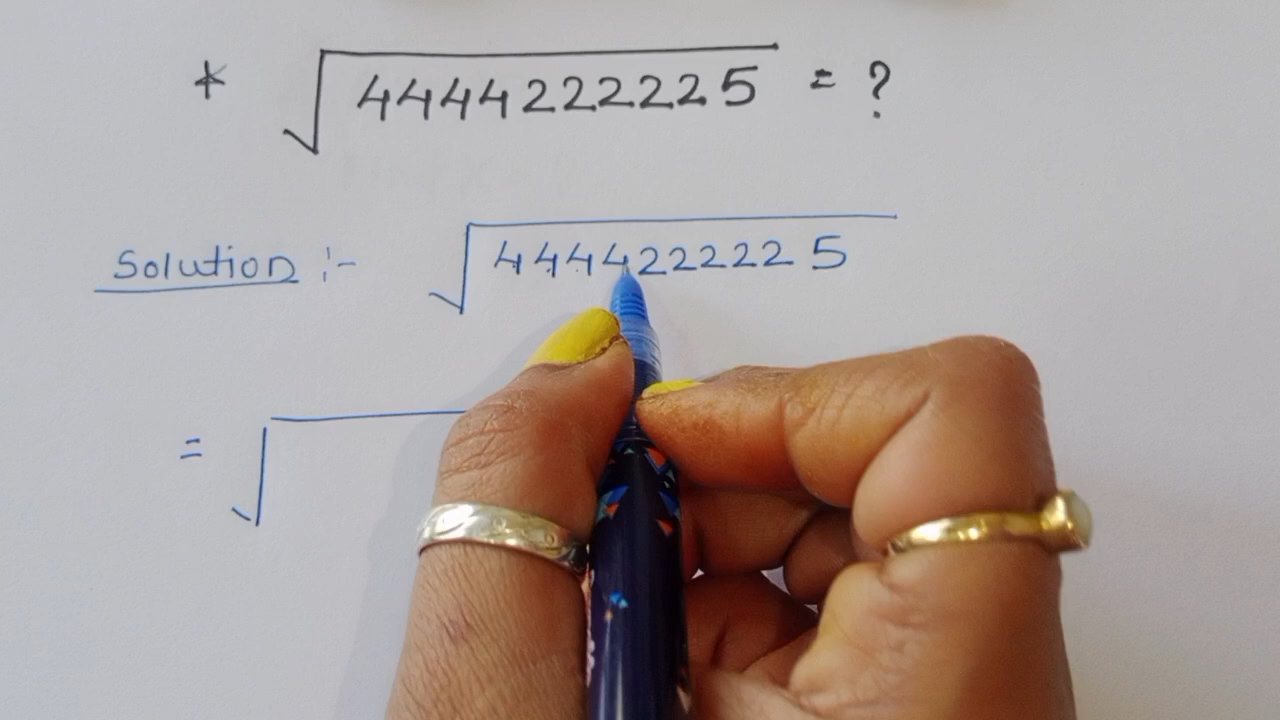 * √4444222225 = ?
Solution :- √4444222225
= √